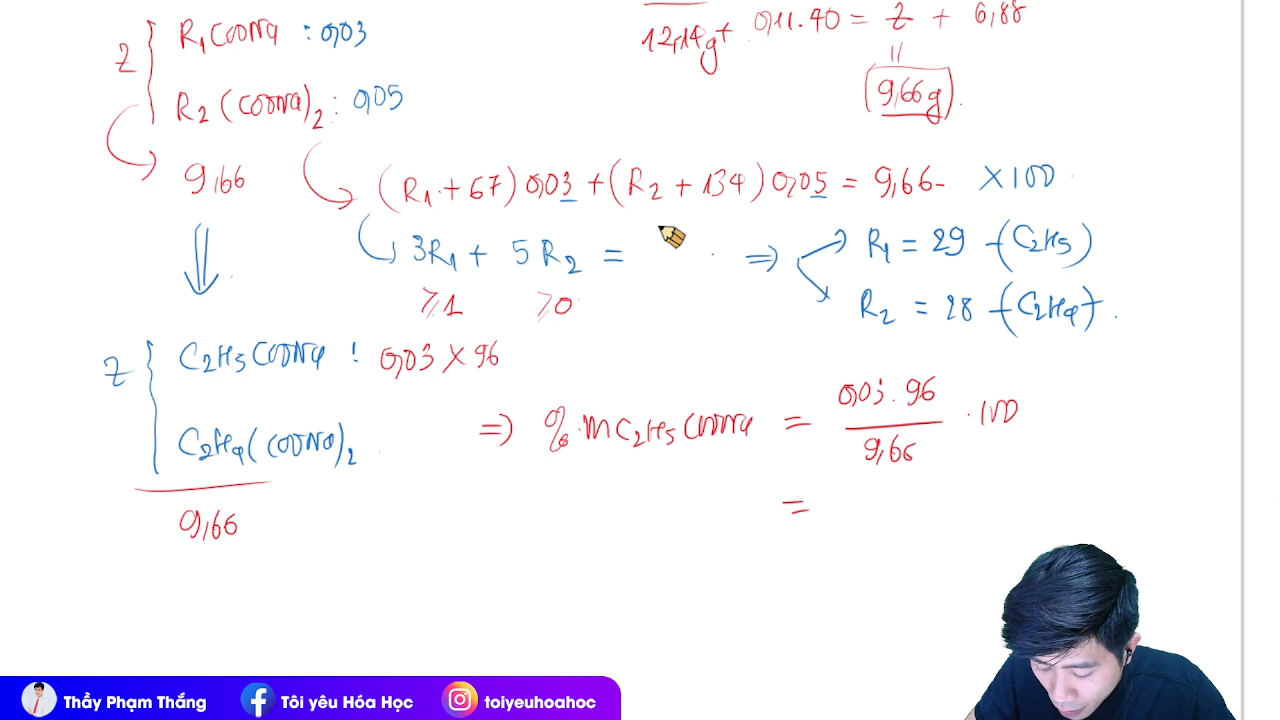 12,14g + 0,11.40 = Z + 6,88
=
9,66g
Z
R1COONa : 0,03
R2(COONa)2 : 0,05
9,66
(R1 + 67)0,03 + (R2 + 134)0,05 = 9,66 ×100
3R1 + 5R2 = ⇒ R1 = 29 (C2H5)
≥1 ≥0
R2 = 28 (C2H4)
Z
C2H5COONa : 0,03 × 96
C2H4(COONa)2
9,66
⇒ %mC2H5COONa = 0,03.96 / 9,66 .100
=
Thầy Phạm Thắng
Tôi yêu Hóa Học
toiyeuhoahoc